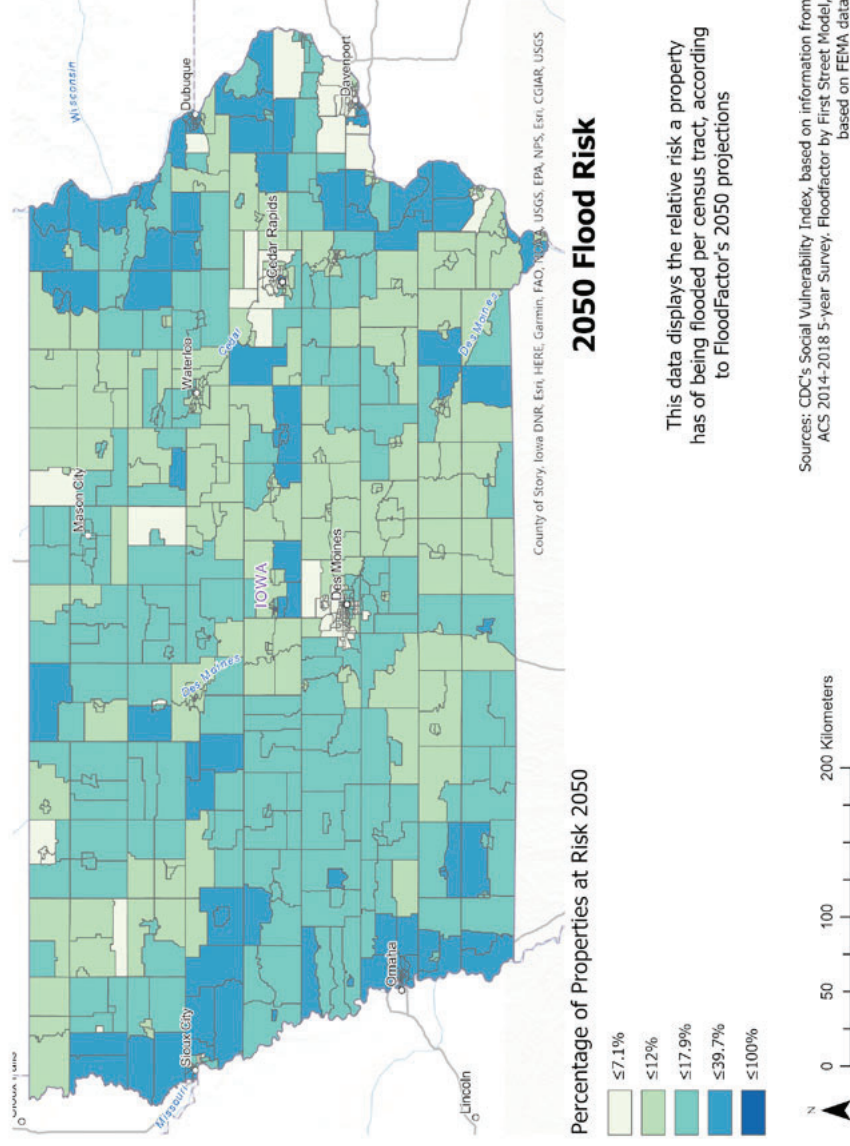 Wisconsin
Dubuque
Davenport
Cedar Rapids
Waterloo
Cedar
Des Moines
Mason City
IOWA
Des Moines
Des Moines
Sioux City
Missouri
Omaha
Lincoln
County of Story, Iowa DNR, Esri, HERE, Garmin, FAO, NOAA, USGS, EPA, NPS, Esri, CGIAR, USGS
Percentage of Properties at Risk 2050
≤7.1%
≤12%
≤17.9%
≤39.7%
≤100%
2050 Flood Risk
This data displays the relative risk a property
has of being flooded per census tract, according
to FloodFactor's 2050 projections
N
0 50 100 200 Kilometers
Sources: CDC's Social Vulnerability Index, based on information from
ACS 2014-2018 5-year Survey, Floodfactor by First Street Model,
based on FEMA data